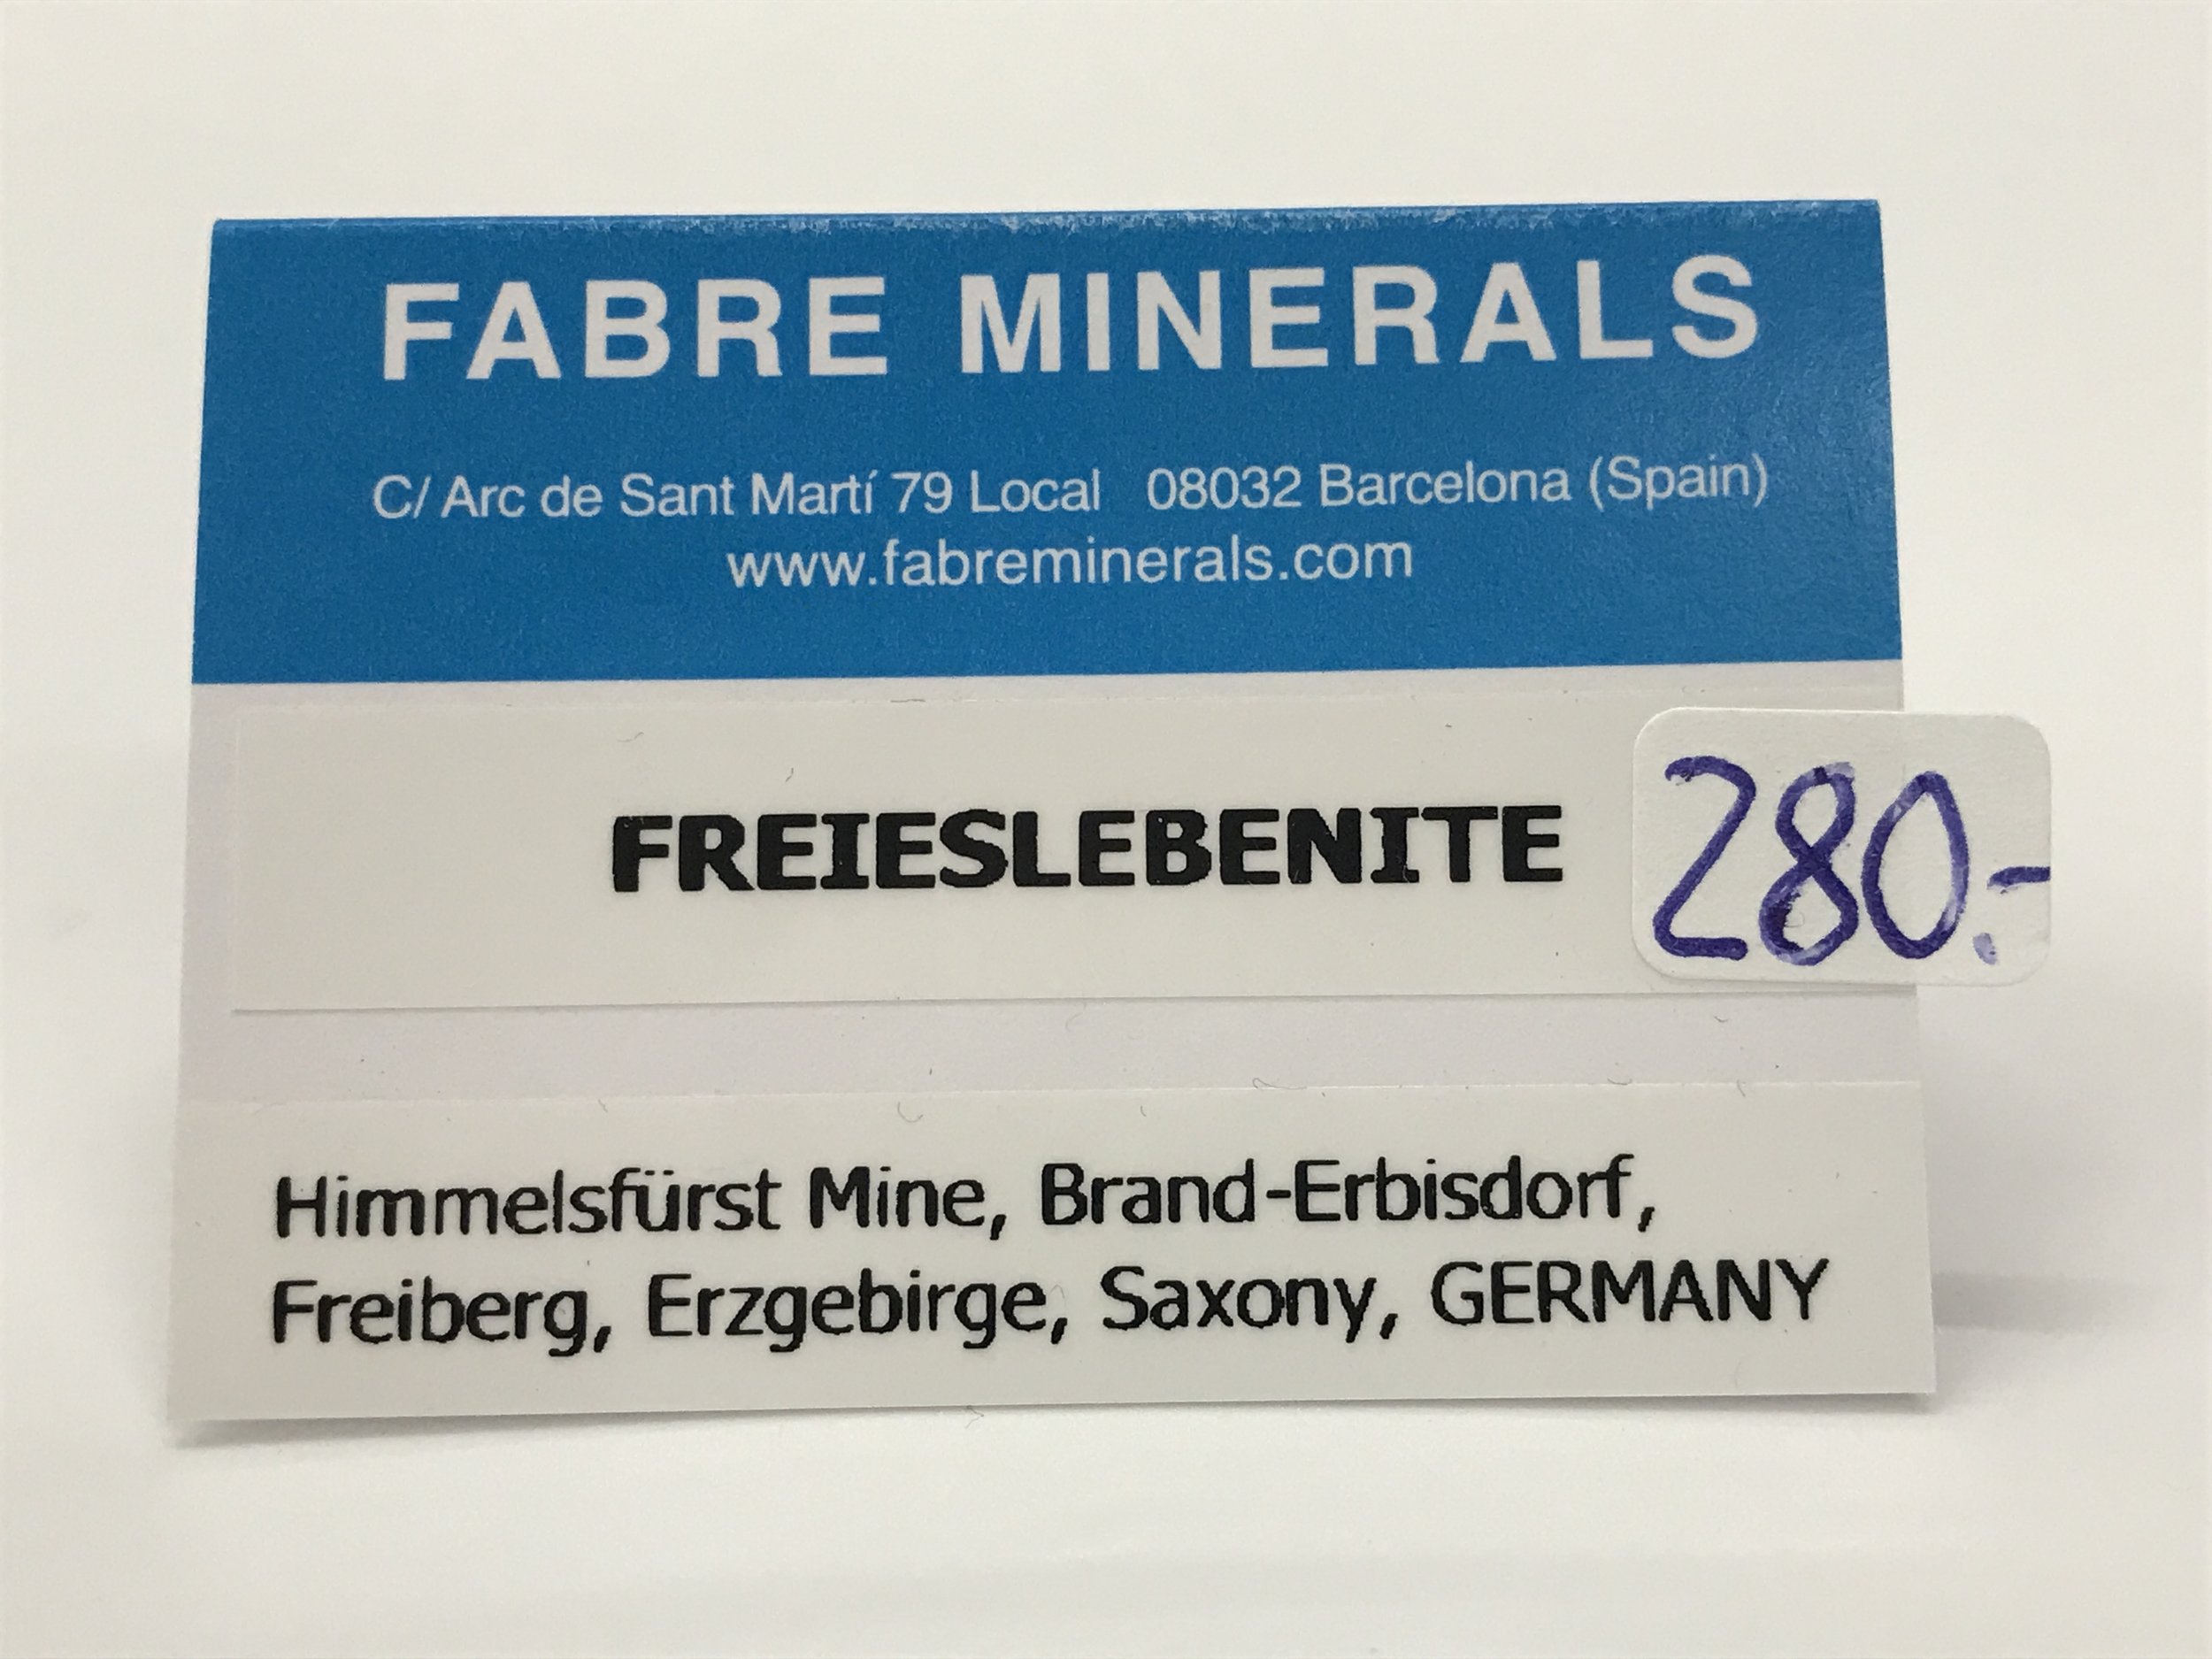 FABRE MINERALS
C/ Arc de Sant Martí 79 Local 08032 Barcelona (Spain)
www.fabreminerals.com
FREIESLEBENITE
280.-
Himmelsfürst Mine, Brand-Erbisdorf,
Freiberg, Erzgebirge, Saxony, GERMANY